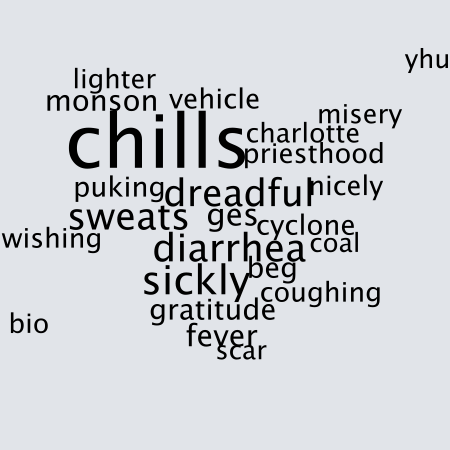 yhu
lighter
monson vehicle
misery
chills
charlotte
priesthood
puking dreadful nicely
sweats ges
cyclone
wishing
diarrhea coal
beg
sickly
coughing
gratitude
bio
fever
scar